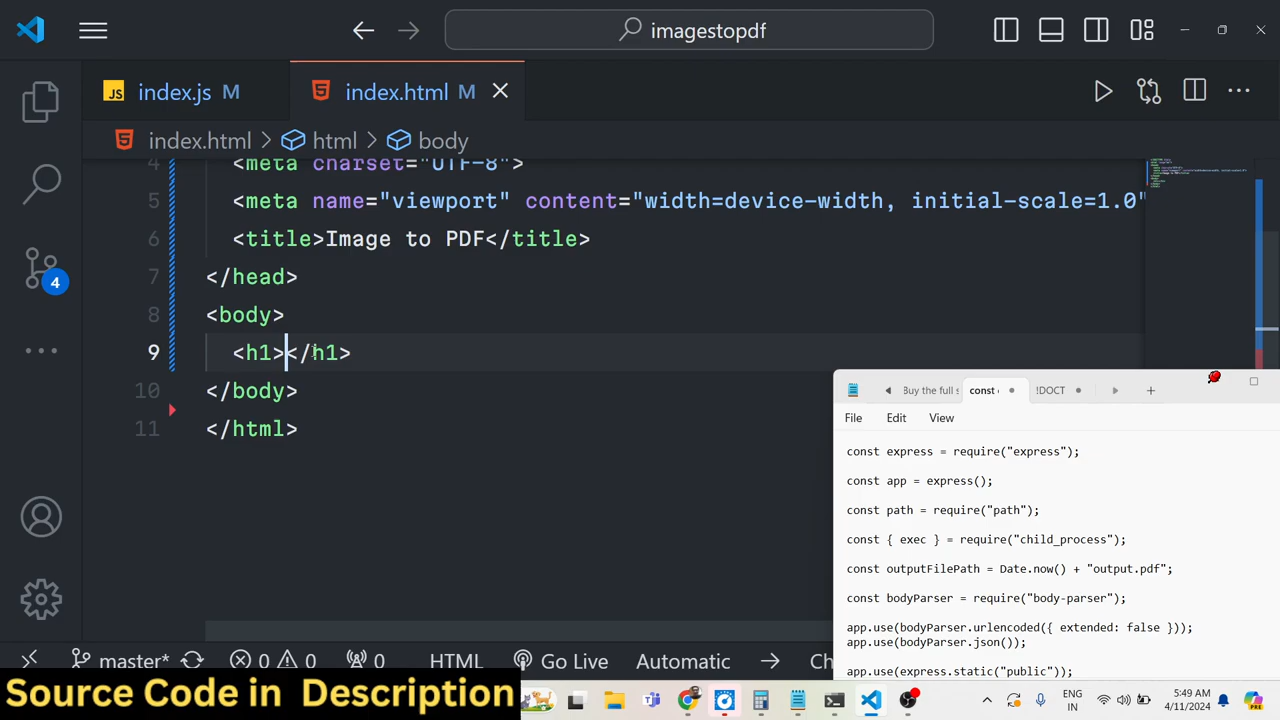 imagestopdf
index.js M
index.html M
index.html > html > body
4 <meta charset="UTF-8">
5 <meta name="viewport" content="width=device-width, initial-scale=1.0"
6 <title>Image to PDF</title>
7 </head>
8 <body>
9 <h1></h1>
10 </body>
11 </html>
4
Buy the full s
const
!DOCT
File Edit View
const express = require("express");
const app = express();
const path = require("path");
const { exec } = require("child_process");
const outputFilePath = Date.now() + "output.pdf";
const bodyParser = require("body-parser");
app.use(bodyParser.urlencoded({ extended: false }));
app.use(bodyParser.json());
app.use(express.static("public"));
master* 0 0 0 HTML Go Live Automatic Ch
Source Code in Description
ENG
IN
5:49 AM
4/11/2024